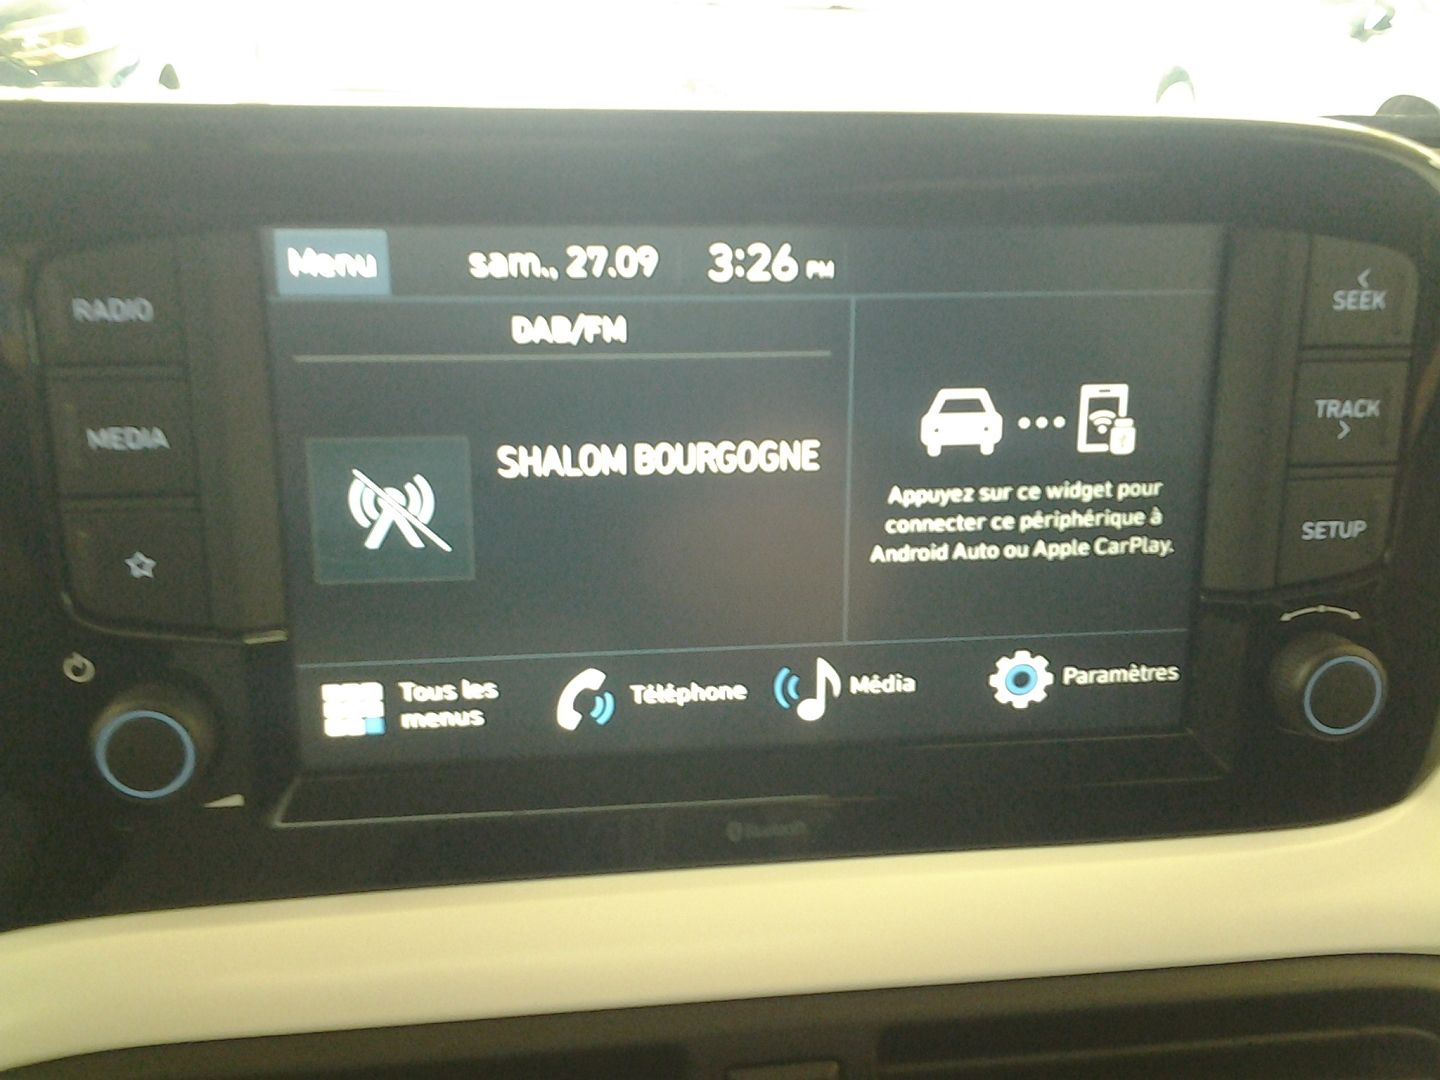 Menu
sam., 27.09
3:26 PM
DAB/FM
SHALOM BOURGOGNE
Appuyez sur ce widget pour
connecter ce périphérique à
Android Auto ou Apple CarPlay.
Tous les
menus
Téléphone
Média
Paramètres
RADIO
MEDIA
SEEK
TRACK
SETUP
Bluetooth